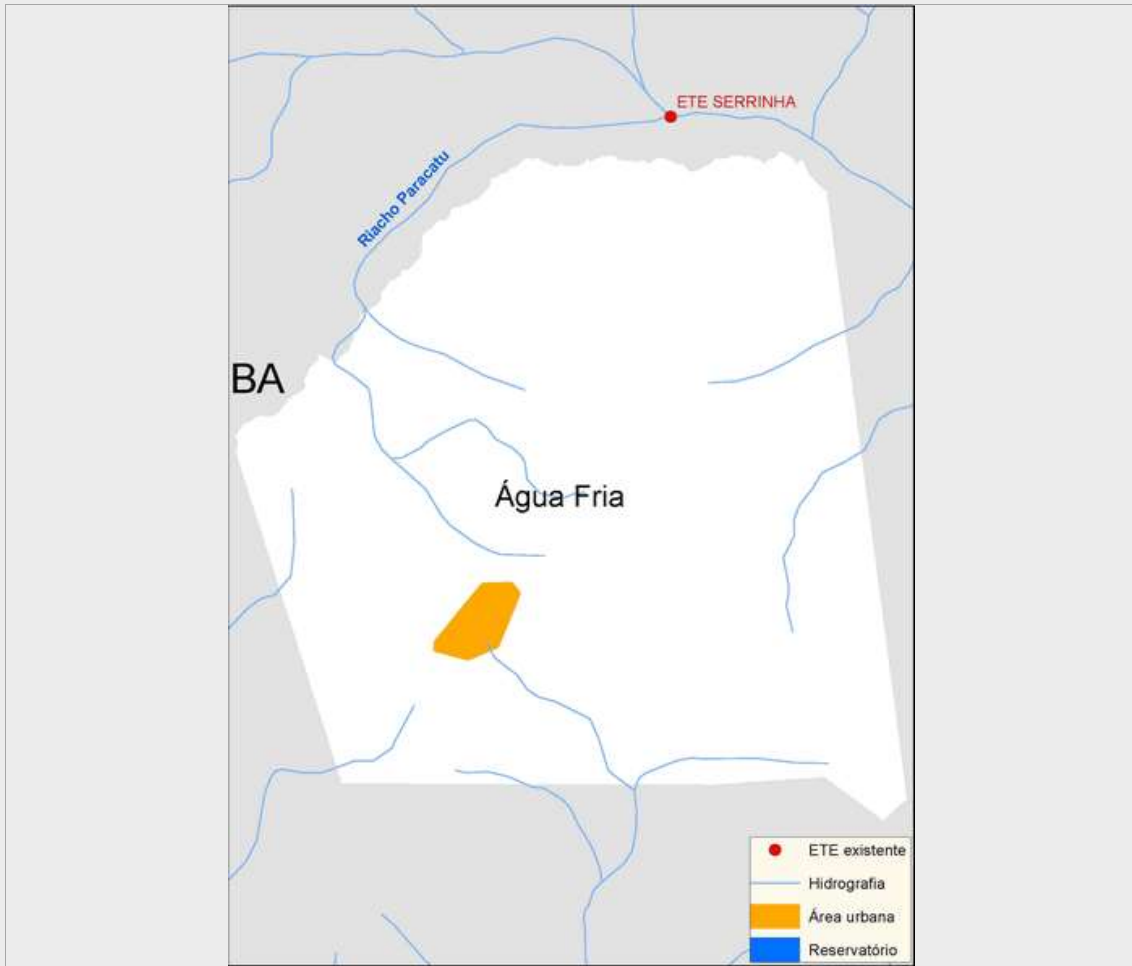 ETE SERRINHA
Riacho Paracatu
BA
Água Fria
ETE existente
Hidrografia
Área urbana
Reservatório